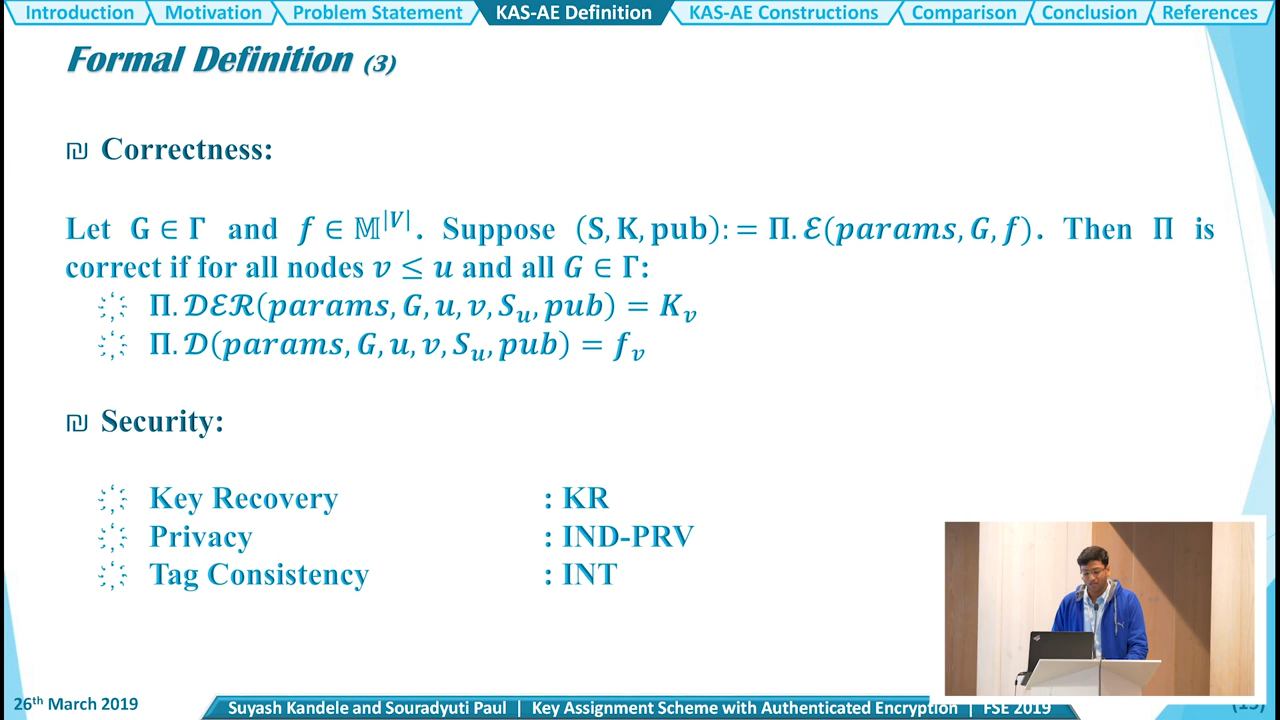 Introduction Motivation Problem Statement KAS-AE Definition KAS-AE Constructions Comparison Conclusion References
Formal Definition (3)
₪ Correctness:
Let G ∈ Γ and f ∈ 𝕄^|V|. Suppose (S, K, pub): = Π. ℰ(params, G, f). Then Π is
correct if for all nodes v ≤ u and all G ∈ Γ:
Π. 𝒟ℰℛ(params, G, u, v, S_u, pub) = K_v
Π. 𝒟(params, G, u, v, S_u, pub) = f_v
₪ Security:
Key Recovery : KR
Privacy : IND-PRV
Tag Consistency : INT
26th March 2019 Suyash Kandele and Souradyuti Paul | Key Assignment Scheme with Authenticated Encryption | FSE 2019